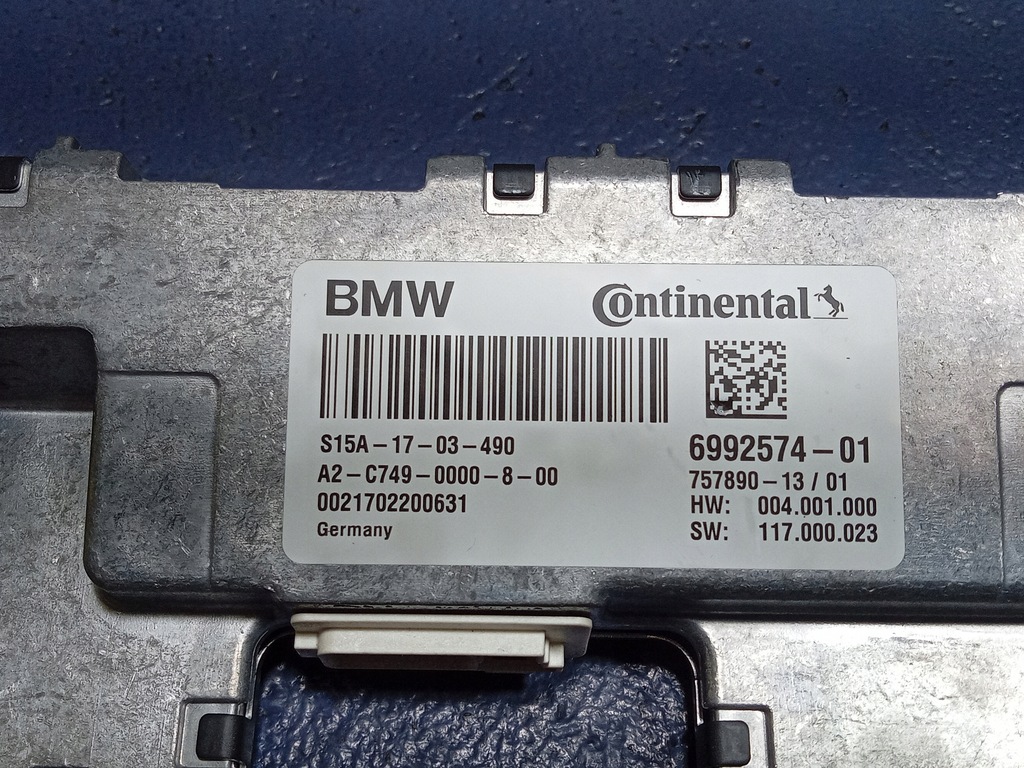 BMW
Continental
S15A-17-03-490
A2-C749-0000-8-00
0021702200631
Germany
6992574-01
757890-13/01
HW: 004.001.000
SW: 117.000.023